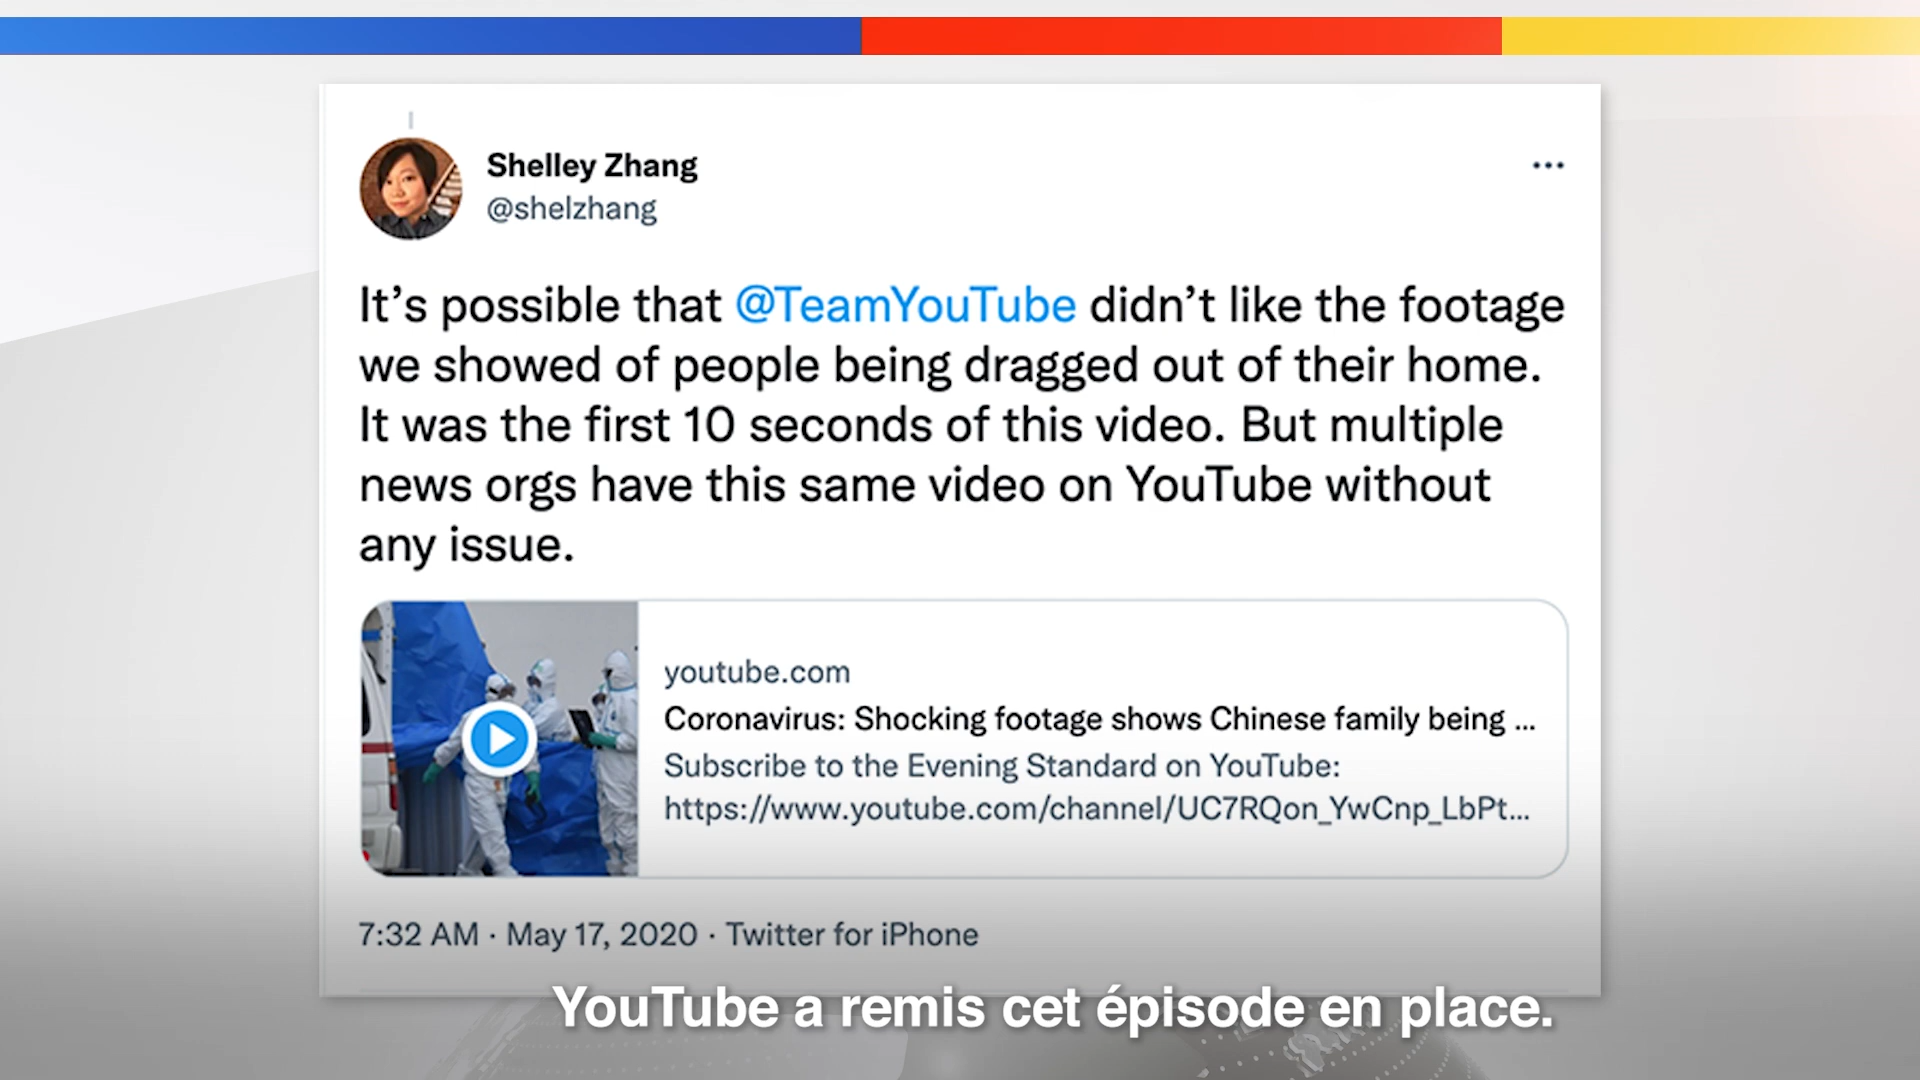 Shelley Zhang
@shelzhang
It’s possible that @TeamYouTube didn’t like the footage
we showed of people being dragged out of their home.
It was the first 10 seconds of this video. But multiple
news orgs have this same video on YouTube without
any issue.
youtube.com
Coronavirus: Shocking footage shows Chinese family being ...
Subscribe to the Evening Standard on YouTube:
https://www.youtube.com/channel/UC7RQon_YwCnp_LbPt...
7:32 AM · May 17, 2020 · Twitter for iPhone
YouTube a remis cet épisode en place.